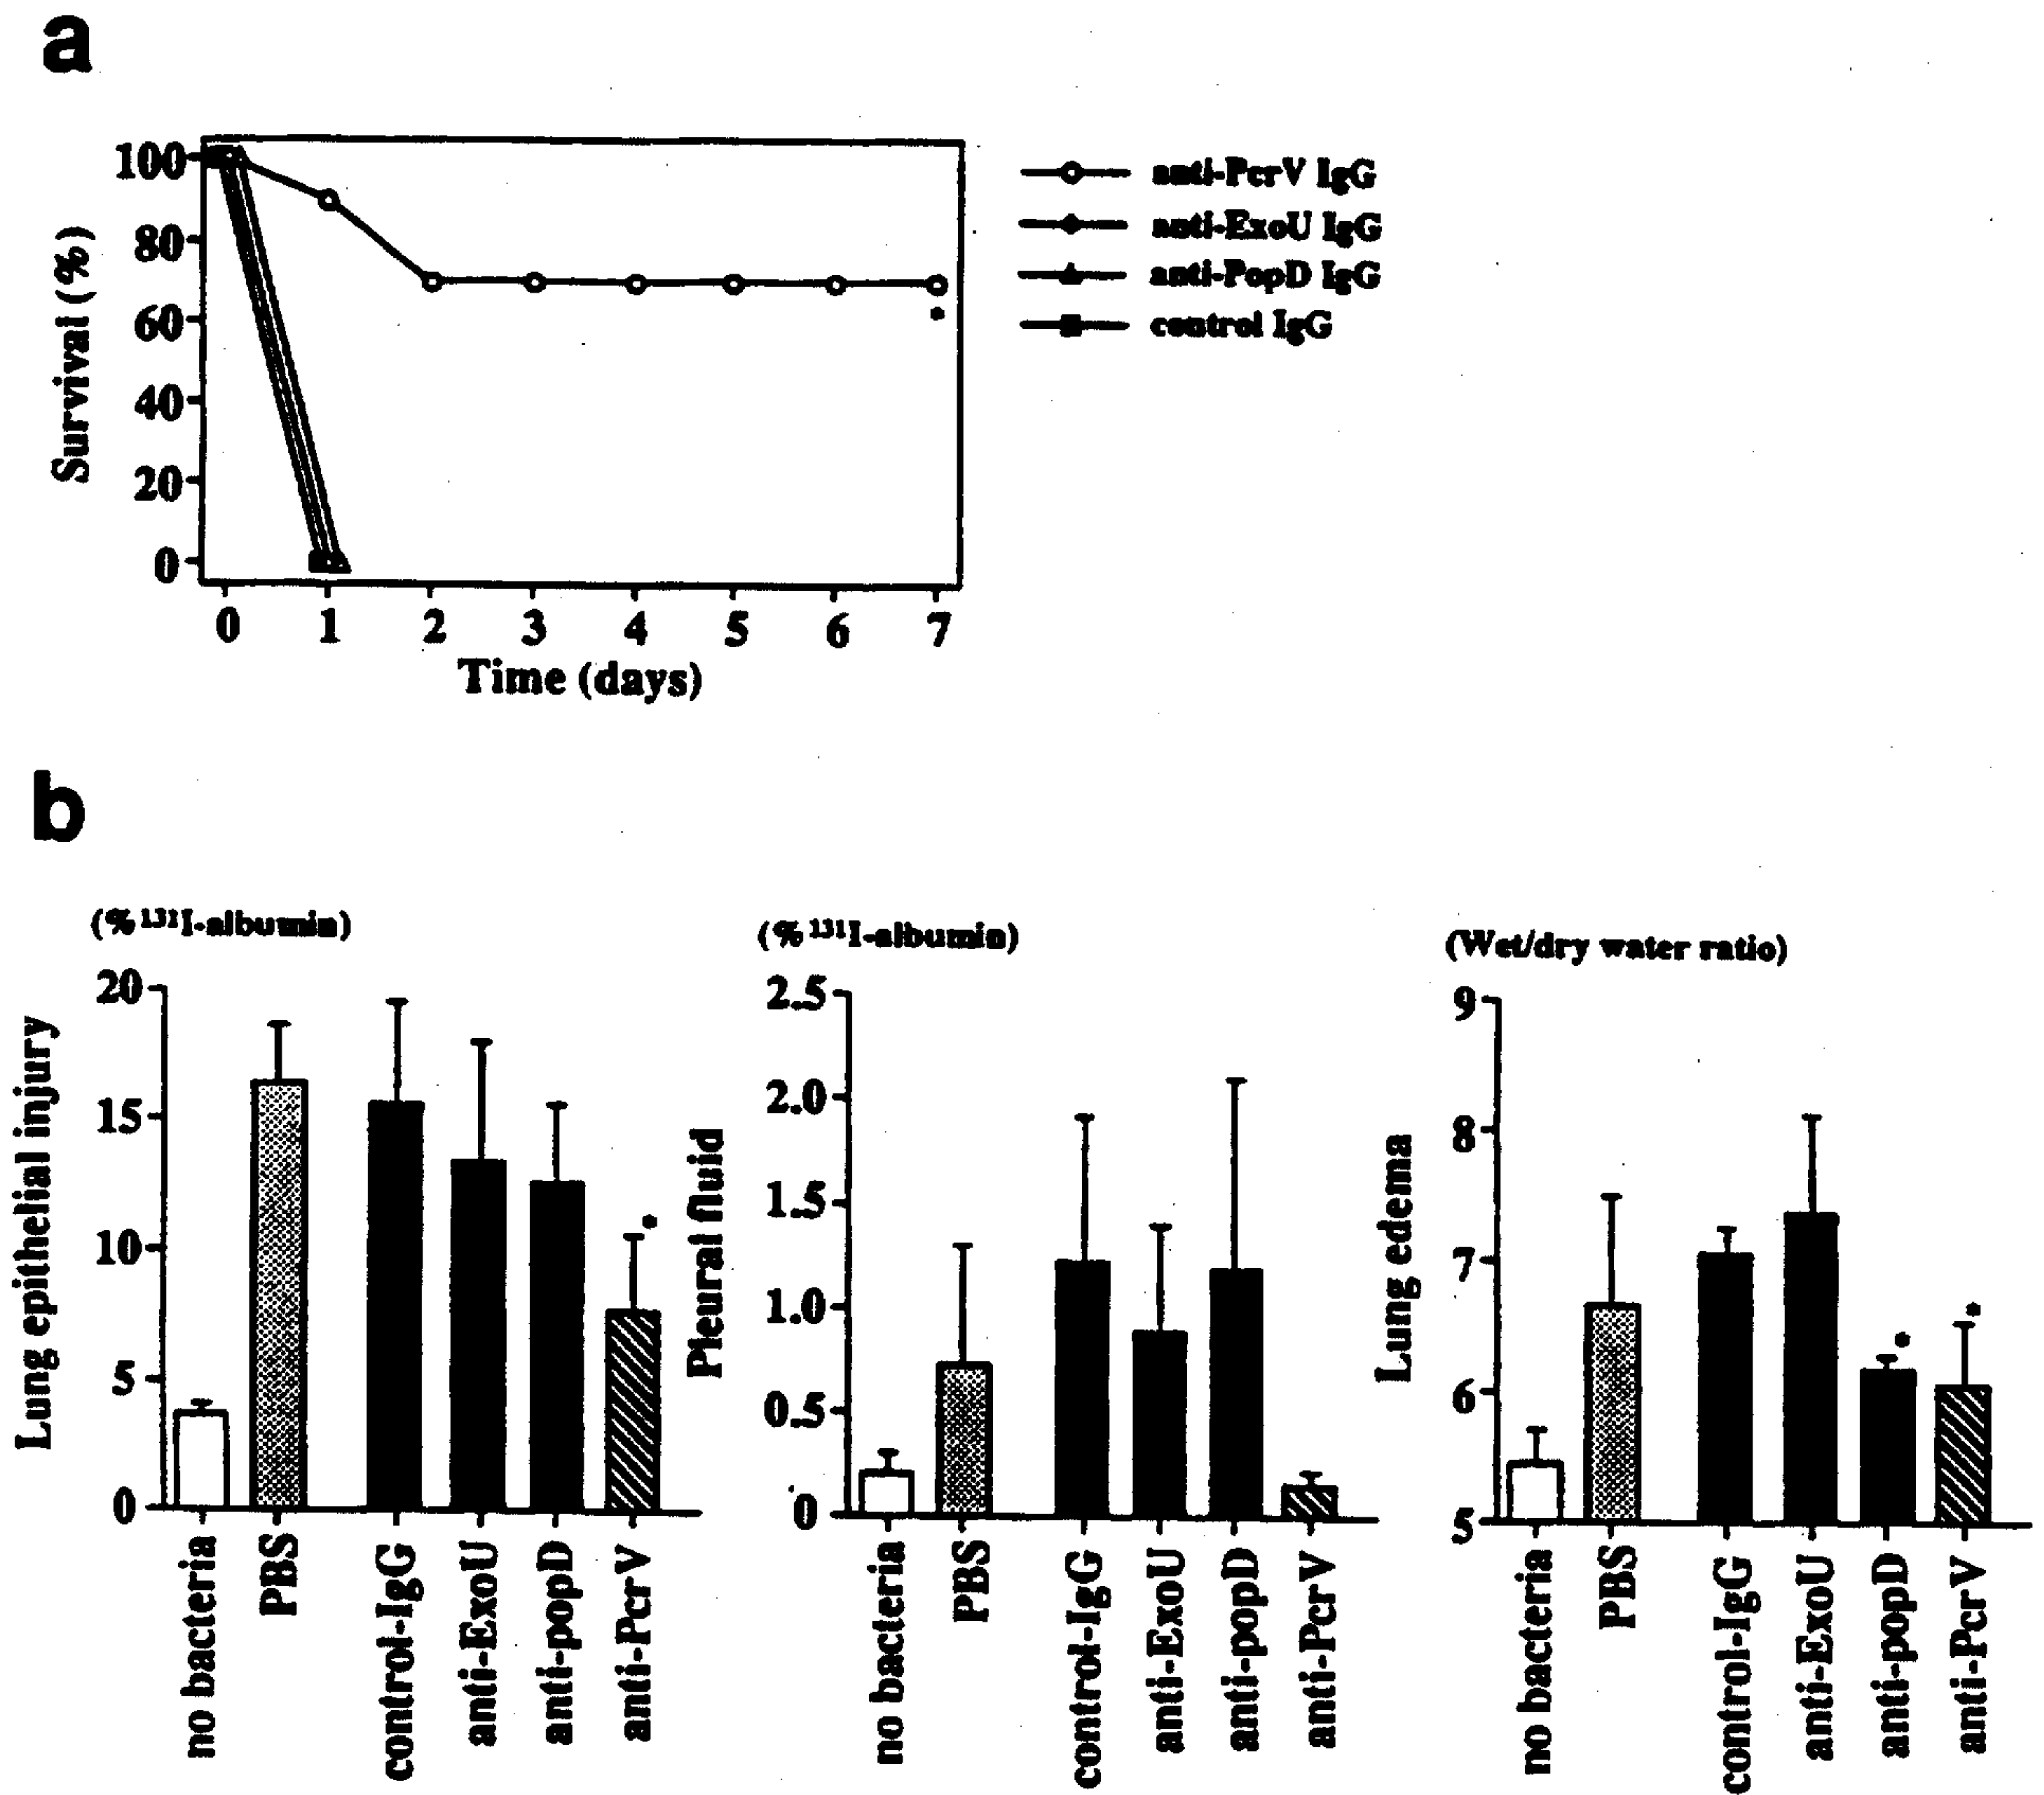 a
100
80
60
40
20
0
Survival (%)
0 1 2 3 4 5 6 7
Time (days)
anti-PcrV IgG
anti-ExoU IgG
anti-PopD IgG
control IgG
*
b
(% ¹³¹I-albumin)
Lung epithelial injury
20
15
10
5
0
*
no bacteria
PBS
control-IgG
anti-ExoU
anti-popD
anti-PcrV
(% ¹³¹I-albumin)
Pleural fluid
2.5
2.0
1.5
1.0
0.5
0
no bacteria
PBS
control-IgG
anti-ExoU
anti-popD
anti-PcrV
(Wet/dry water ratio)
Lung edema
9
8
7
6
5
*
*
no bacteria
PBS
control-IgG
anti-ExoU
anti-popD
anti-PcrV